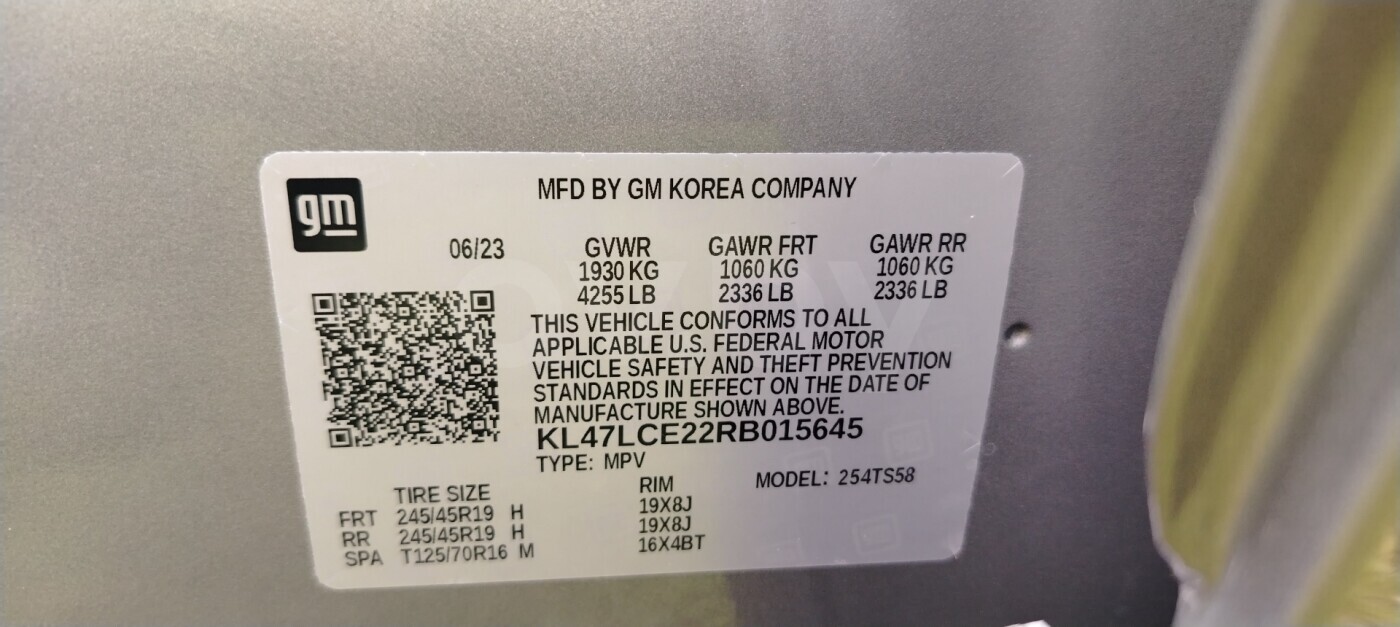 gm
MFD BY GM KOREA COMPANY
06/23 GVWR GAWR FRT GAWR RR
1930 KG 1060 KG 1060 KG
4255 LB 2336 LB 2336 LB
THIS VEHICLE CONFORMS TO ALL
APPLICABLE U.S. FEDERAL MOTOR
VEHICLE SAFETY AND THEFT PREVENTION
STANDARDS IN EFFECT ON THE DATE OF
MANUFACTURE SHOWN ABOVE.
KL47LCE22RB015645
TYPE: MPV MODEL: 254TS58
TIRE SIZE RIM
FRT 245/45R19 H 19X8J
RR 245/45R19 H 19X8J
SPA T125/70R16 M 16X4BT